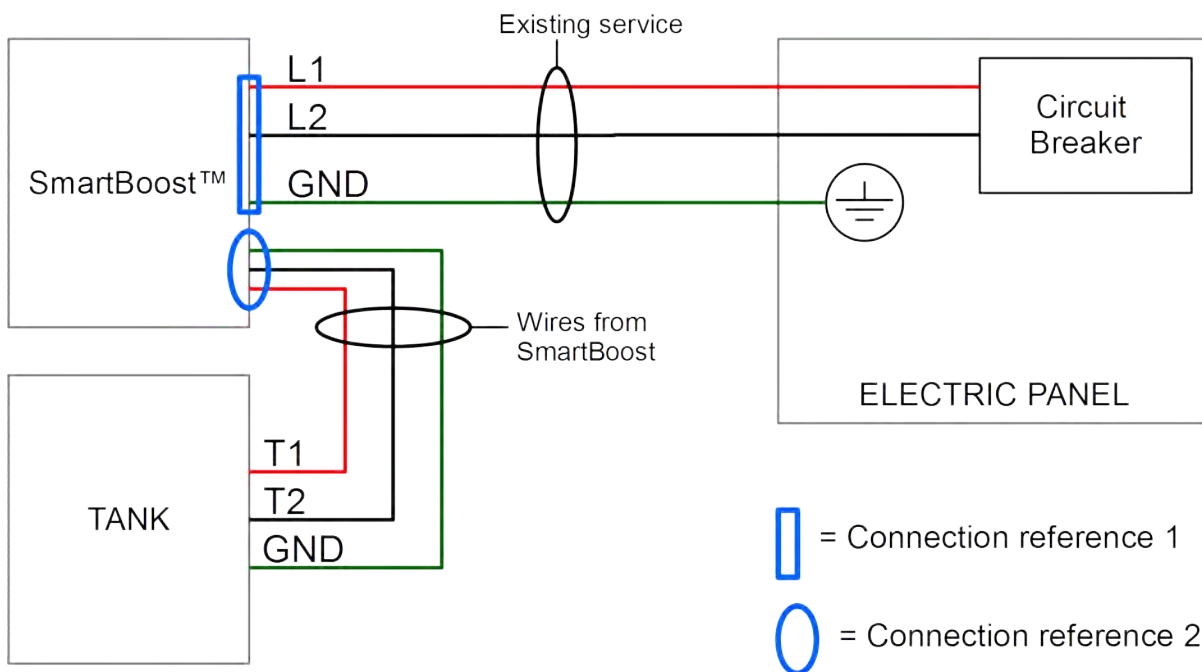 Existing service
L1
L2
GND
SmartBoost™
Circuit
Breaker
Wires from
SmartBoost
ELECTRIC PANEL
T1
T2
GND
TANK
= Connection reference 1
= Connection reference 2